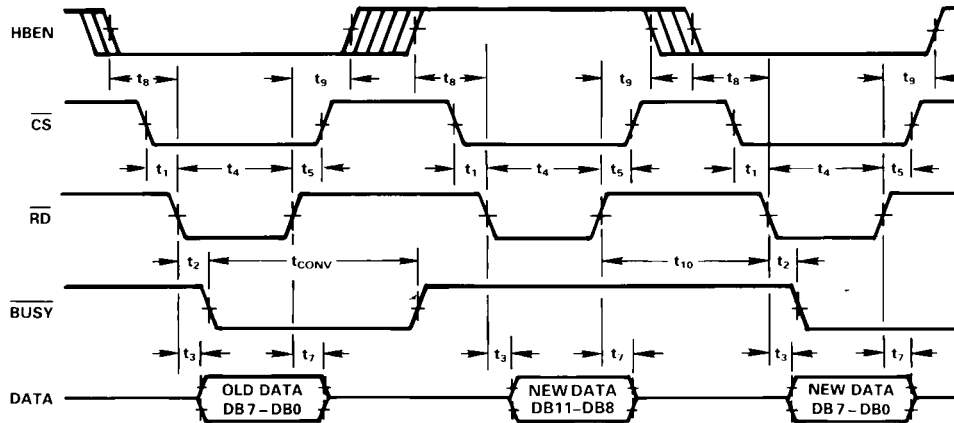 HBEN
t8 t9 t8 t9 t8 t9
CS
t1 t4 t5 t1 t4 t5 t1 t4 t5
RD
t2 tCONV t10 t2
BUSY
t3 t7 t3 t7 t3 t7
DATA
OLD DATA
DB7–DB0
NEW DATA
DB11–DB8
NEW DATA
DB7–DB0